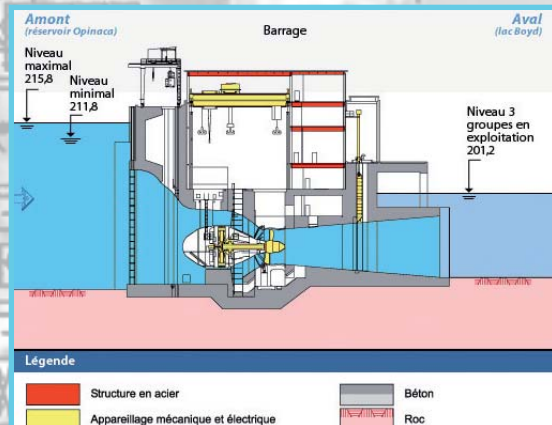 Amont
(réservoir Opinaca)
Barrage
Aval
(lac Boyd)
Niveau
maximal
215,8
Niveau
minimal
211,8
Niveau 3
groupes en
exploitation
201,2
Légende
Structure en acier
Béton
Appareillage mécanique et électrique
Roc